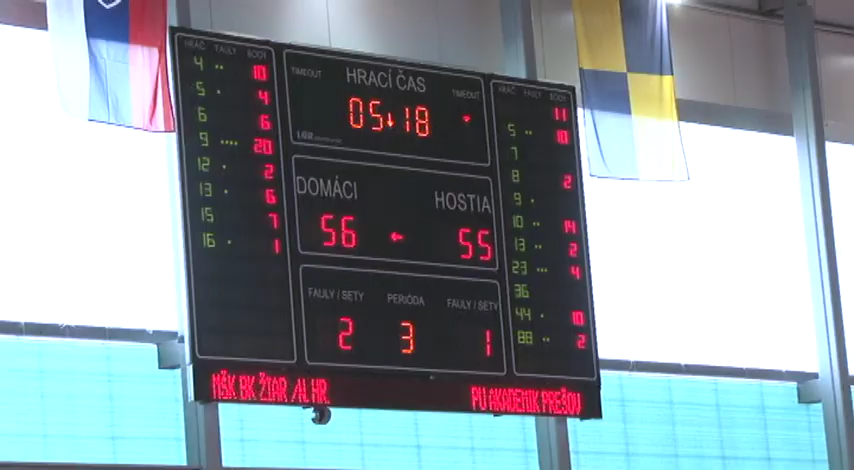 HRÁČ FAULY BODY
4 10
5 4
6 6
9 20
12 2
13 6
15 7
16 1
TIMEOUT HRACÍ ČAS TIMEOUT
05 18
DOMÁCI HOSTIA
56 55
FAULY / SETY PERIÓDA FAULY / SETY
2 3 1
HRÁČ FAULY BODY
11
5 10
7
8 2
9
10 14
13 2
23 4
36
44 10
88 2
MŠK BK ŽIAR /N. HR.
PU AKADEMIK PREŠOV